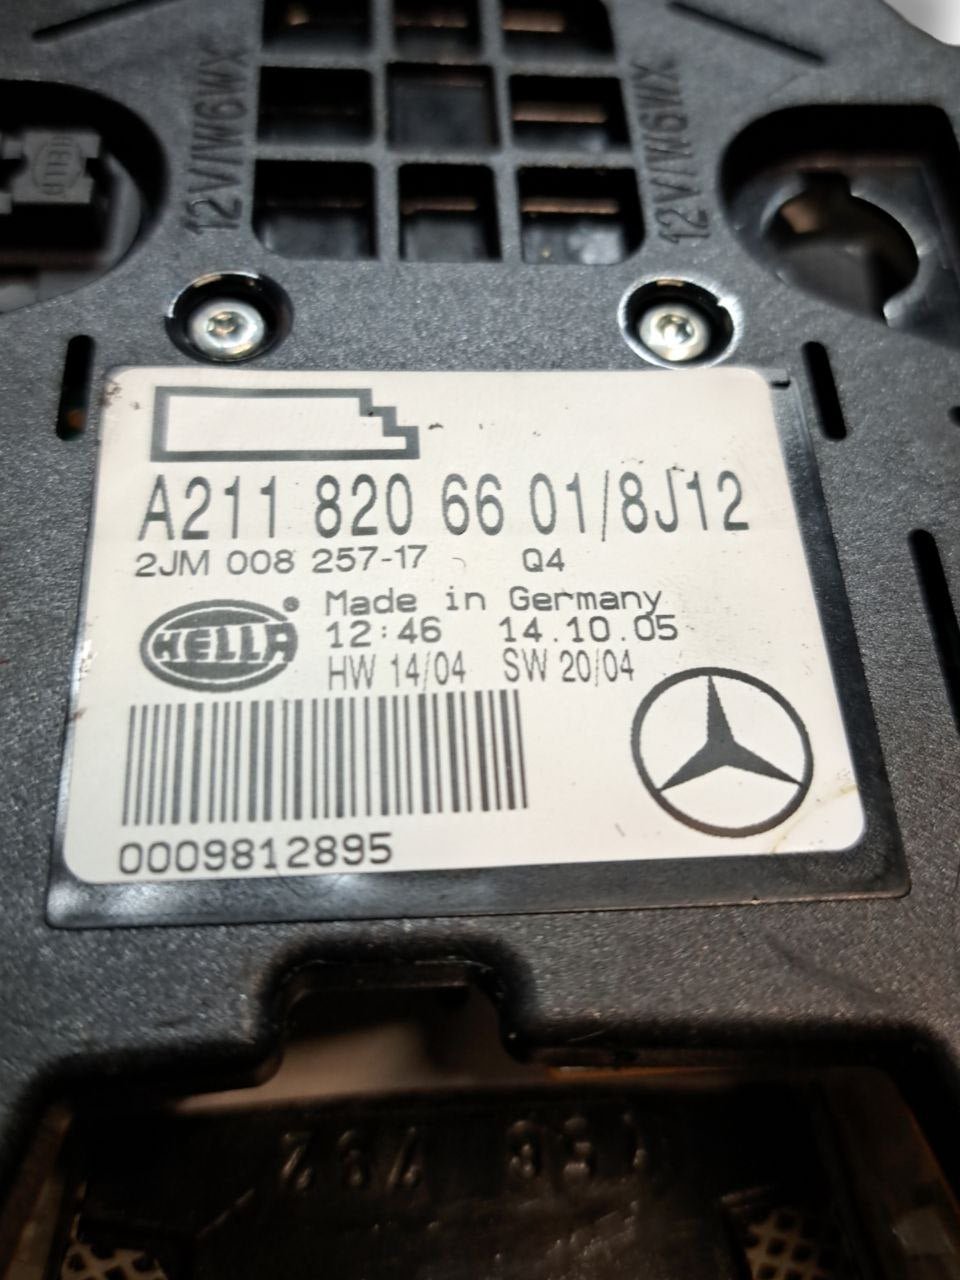 12V/W6WX
12V/W6WX
A211 820 66 01/8J12
2JM 008 257-17 Q4
HELLA® Made in Germany
12:46 14.10.05
HW 14/04 SW 20/04
0009812895